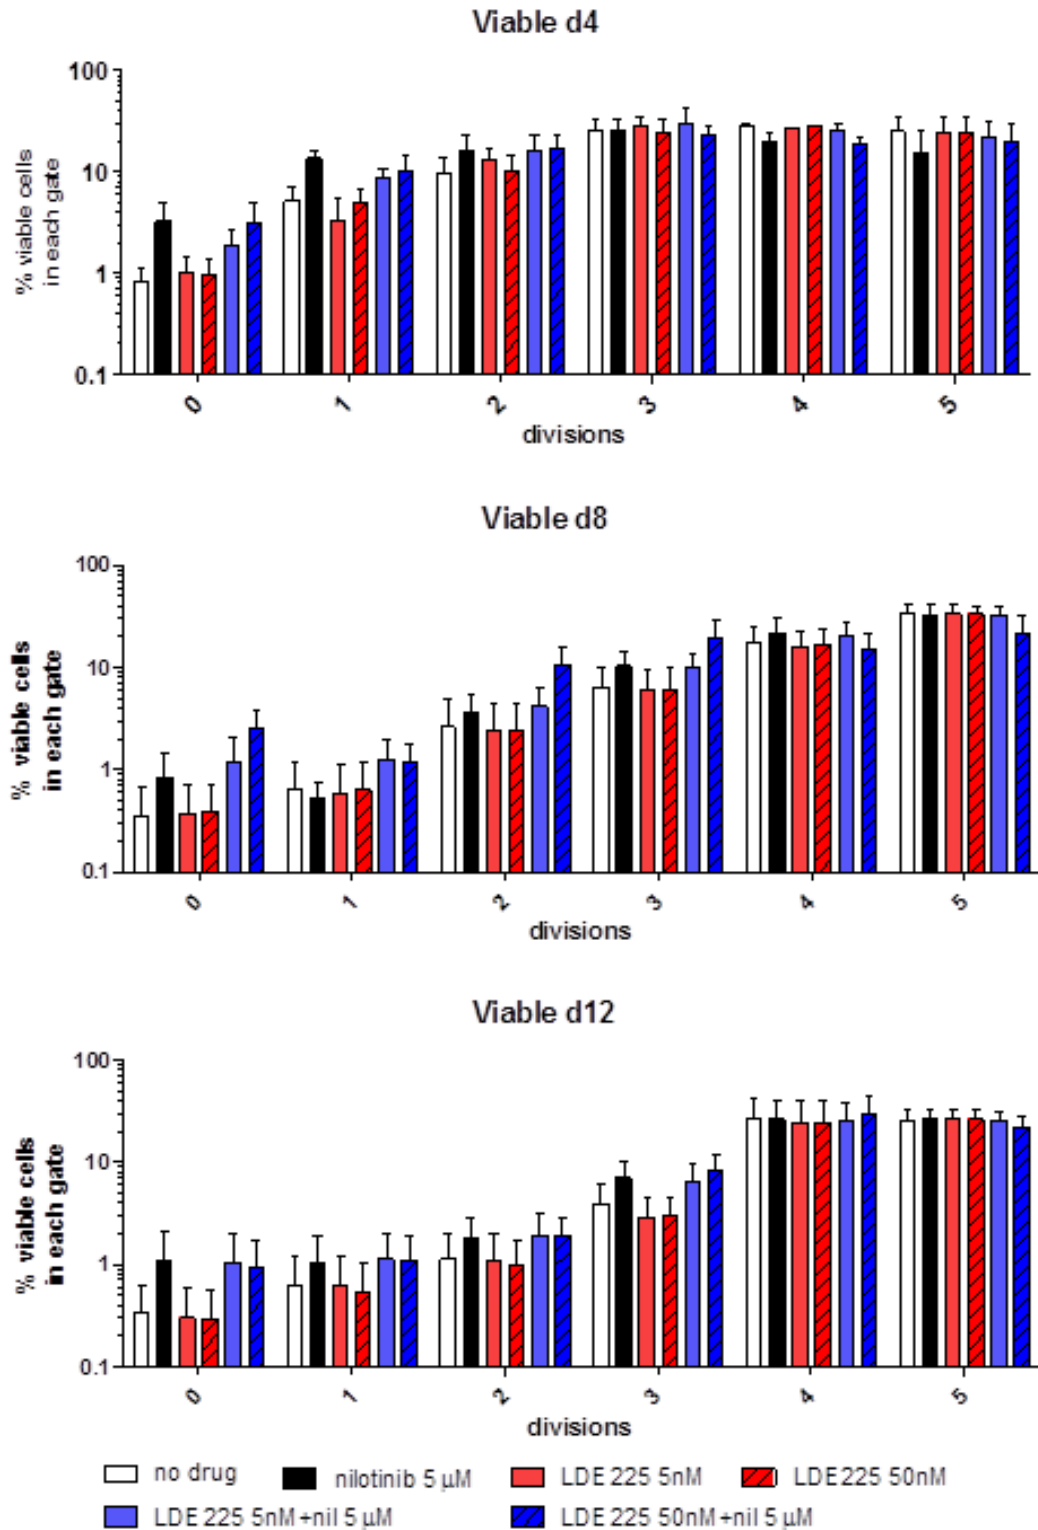 Viable d4
% viable cells
in each gate
100
10
1
0.1
0 1 2 3 4 5
divisions
Viable d8
% viable cells
in each gate
100
10
1
0.1
0 1 2 3 4 5
divisions
Viable d12
% viable cells
in each gate
100
10
1
0.1
0 1 2 3 4 5
divisions
no drug nilotinib 5 μM LDE 225 5nM LDE 225 50nM
LDE 225 5nM+nil 5 μM LDE 225 50nM+nil 5 μM